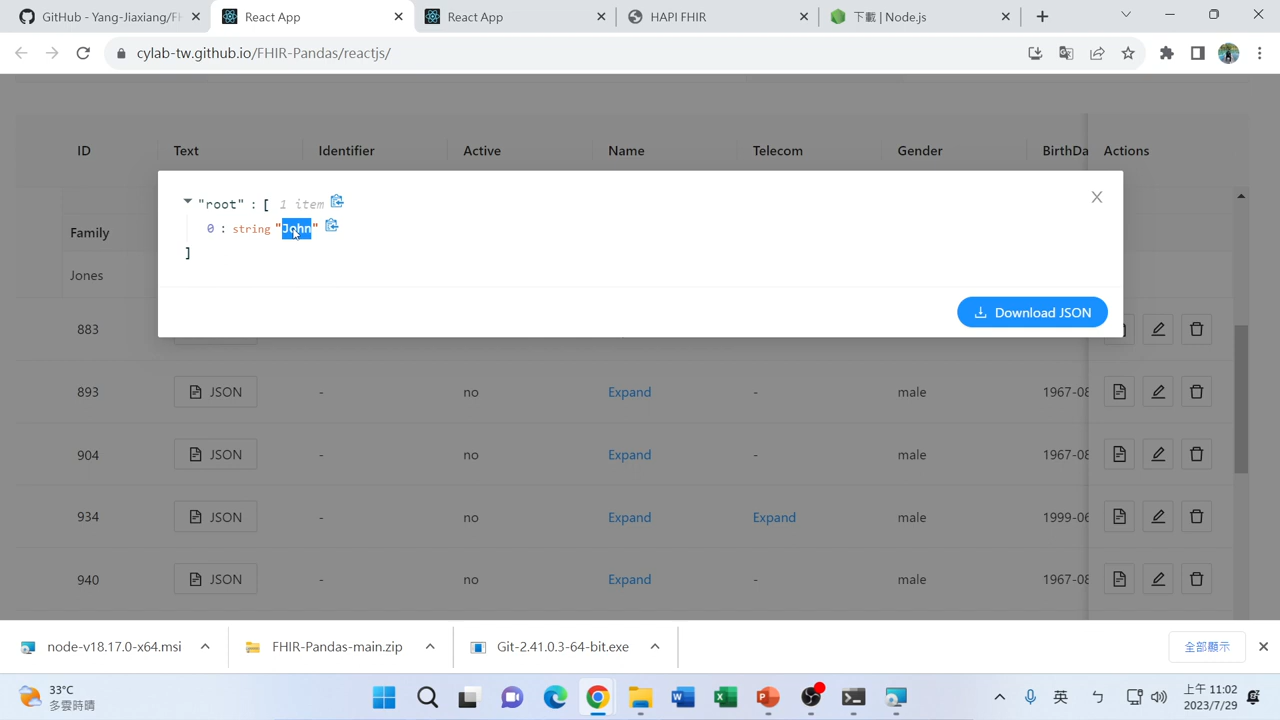 GitHub - Yang-Jiaxiang/FH
React App
React App
HAPI FHIR
下載 | Node.js
cylab-tw.github.io/FHIR-Pandas/reactjs/
ID Text Identifier Active Name Telecom Gender BirthDa Actions
"root" : [ 1 item
0 : string "John"
]
Download JSON
Family
Jones
883
893 JSON - no Expand - male 1967-08
904 JSON - no Expand - male 1967-08
934 JSON - no Expand Expand male 1999-06
940 JSON - no Expand - male 1967-08
node-v18.17.0-x64.msi
FHIR-Pandas-main.zip
Git-2.41.0.3-64-bit.exe
全部顯示
33°C
多雲時晴
英
上午 11:02
2023/7/29